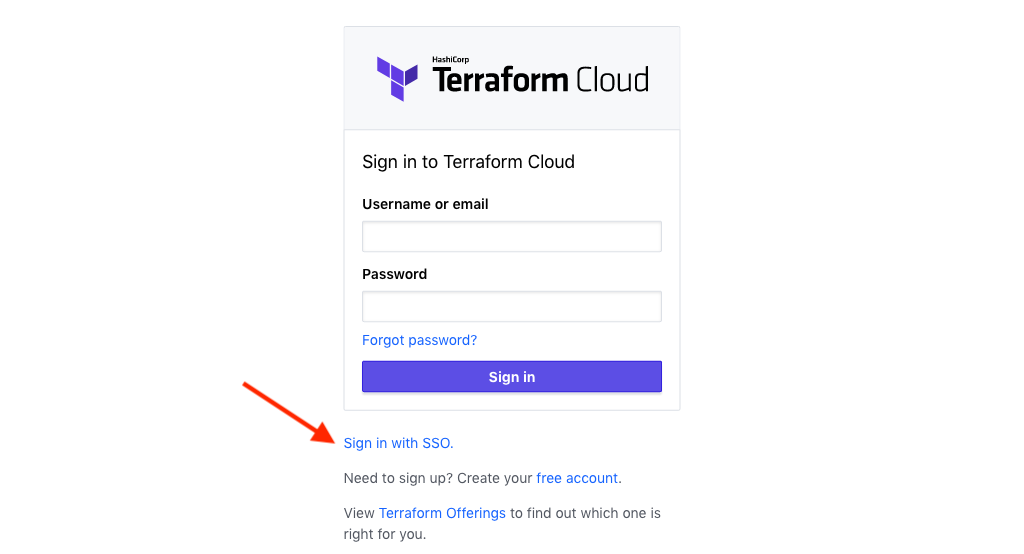 HashiCorp
Terraform Cloud
Sign in to Terraform Cloud
Username or email
Password
Forgot password?
Sign in
Sign in with SSO.
Need to sign up? Create your free account.
View Terraform Offerings to find out which one is
right for you.